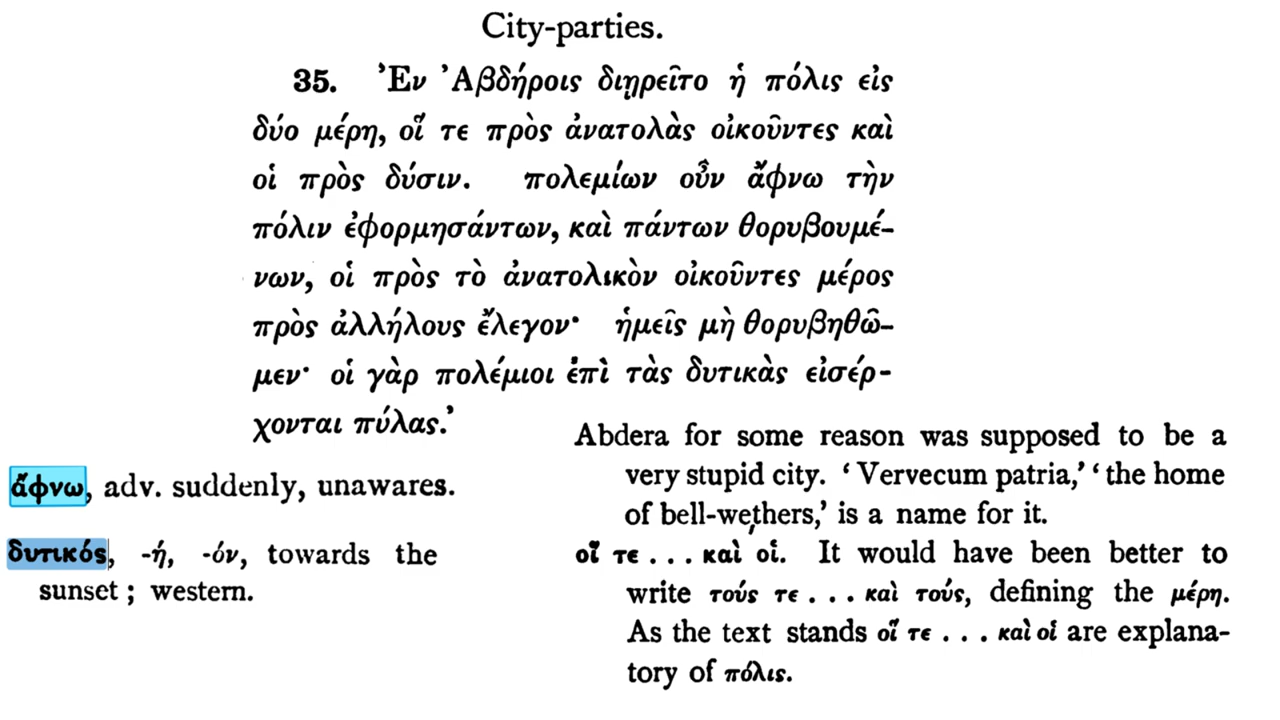 City-parties.
35. Ἐν Ἀβδήροις διῃρεῖτο ἡ πόλις εἰς
δύο μέρη, οἵ τε πρὸς ἀνατολὰς οἰκοῦντες καὶ
οἱ πρὸς δύσιν. πολεμίων οὖν ἄφνω τὴν
πόλιν ἐφορμησάντων, καὶ πάντων θορυβουμέ-
νων, οἱ πρὸς τὸ ἀνατολικὸν οἰκοῦντες μέρος
πρὸς ἀλλήλους ἔλεγον· ἡμεῖς μὴ θορυβηθῶ-
μεν· οἱ γὰρ πολέμιοι ἐπὶ τὰς δυτικὰς εἰσέρ-
χονται πύλας.’
ἄφνω, adv. suddenly, unawares.
δυτικός, -ή, -όν, towards the
sunset ; western.
Abdera for some reason was supposed to be a
very stupid city. ‘ Vervecum patria,’ ‘ the home
of bell-wethers,’ is a name for it.
οἵ τε . . . καὶ οἱ. It would have been better to
write τούς τε . . . καὶ τούς, defining the μέρη.
As the text stands οἵ τε . . . καὶ οἱ are explana-
tory of πόλις.